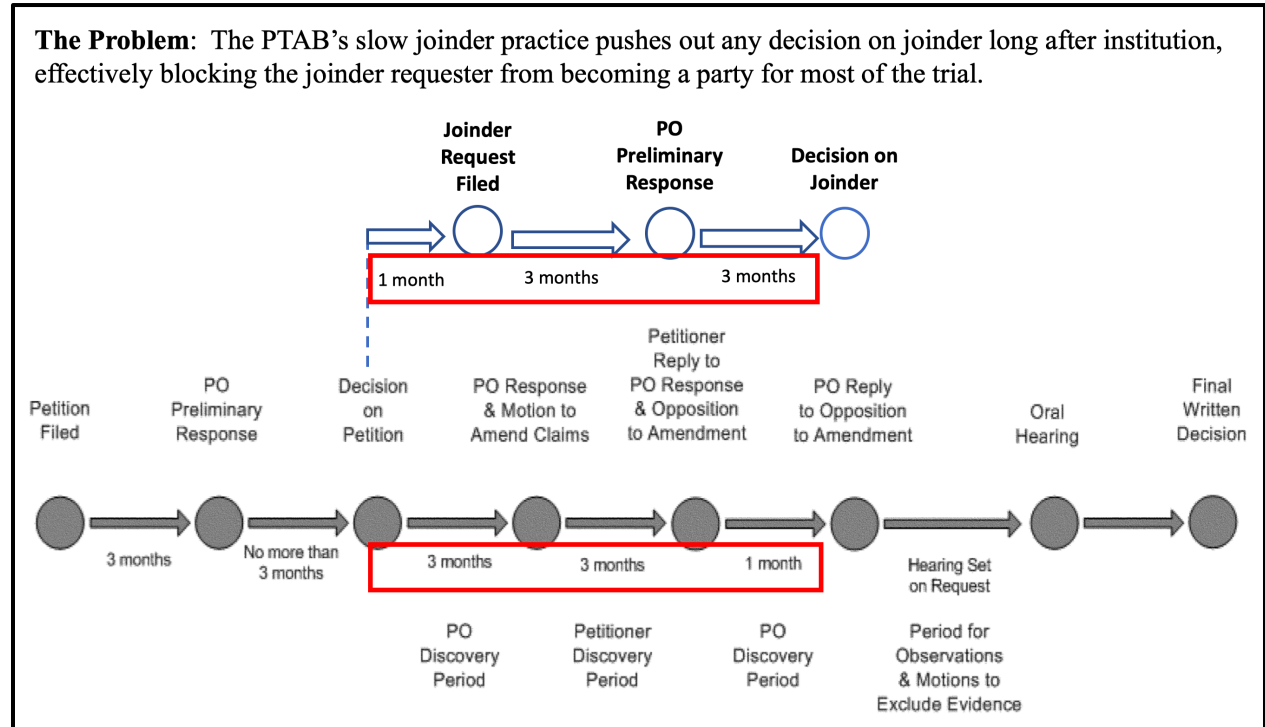 The Problem:  The PTAB’s slow joinder practice pushes out any decision on joinder long after institution,
effectively blocking the joinder requester from becoming a party for most of the trial.
Joinder
Request
Filed
PO
Preliminary
Response
Decision on
Joinder
1 month
3 months
3 months
Petition
Filed
PO
Preliminary
Response
Decision
on
Petition
PO Response
& Motion to
Amend Claims
Petitioner
Reply to
PO Response
& Opposition
to Amendment
PO Reply
to Opposition
to Amendment
Oral
Hearing
Final
Written
Decision
3 months
No more than
3 months
3 months
3 months
1 month
Hearing Set
on Request
PO
Discovery
Period
Petitioner
Discovery
Period
PO
Discovery
Period
Period for
Observations
& Motions to
Exclude Evidence